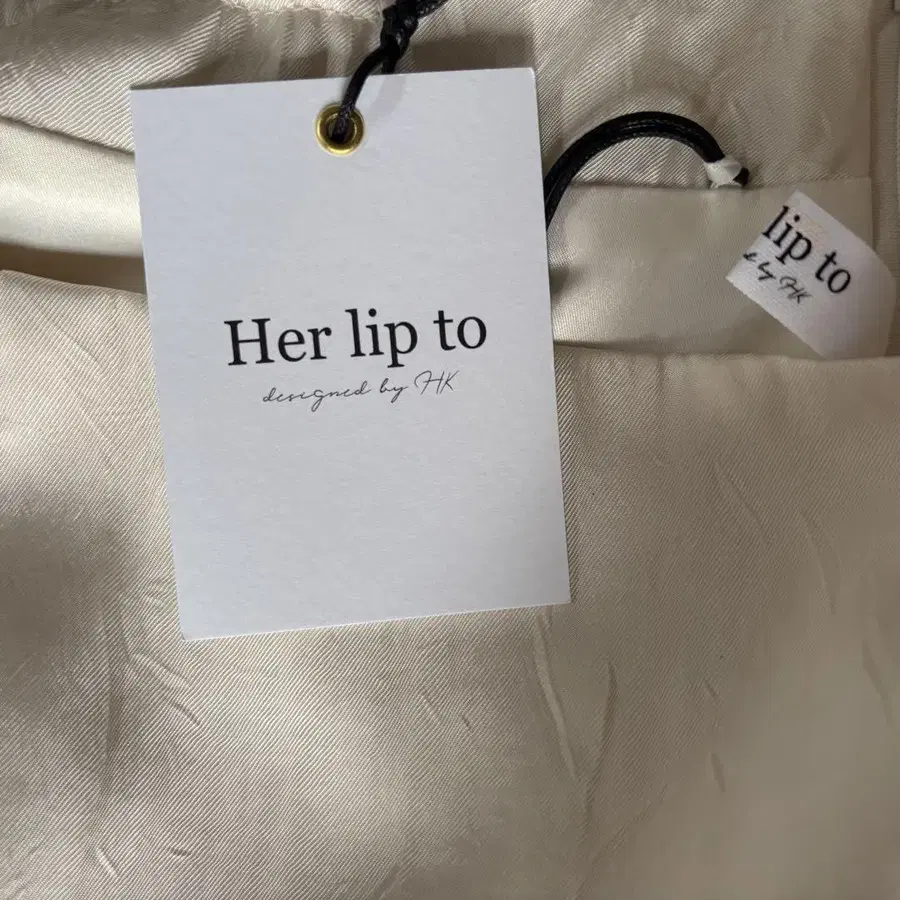 Her lip to
designed by HK
lip to
by HK